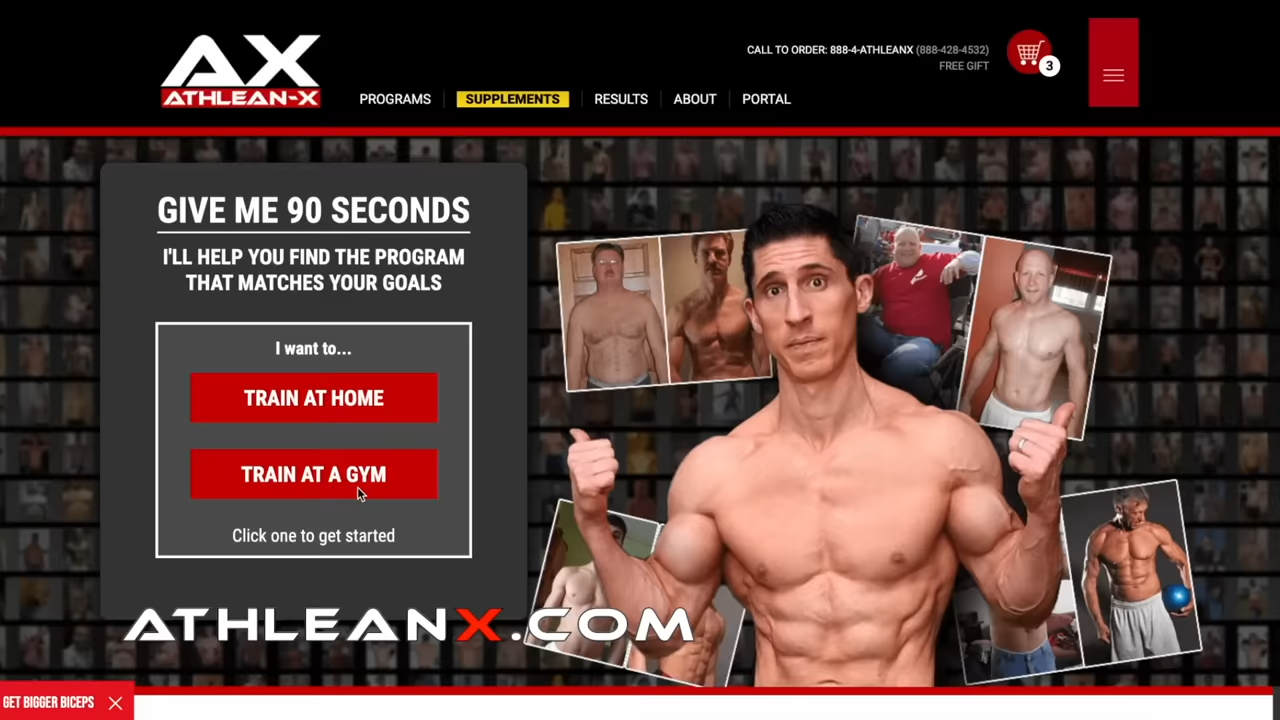 AX
ATHLEAN-X
CALL TO ORDER: 888-4-ATHLEANX (888-428-4532)
FREE GIFT
3
PROGRAMS
SUPPLEMENTS
RESULTS
ABOUT
PORTAL
GIVE ME 90 SECONDS
I'LL HELP YOU FIND THE PROGRAM
THAT MATCHES YOUR GOALS
I want to...
TRAIN AT HOME
TRAIN AT A GYM
Click one to get started
ATHLEANX.COM
GET BIGGER BICEPS